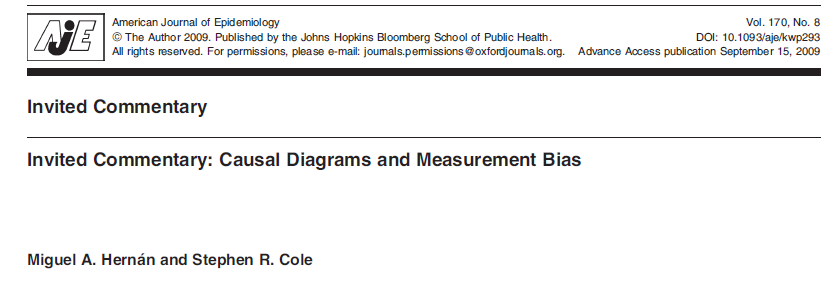 AJE
American Journal of Epidemiology
© The Author 2009. Published by the Johns Hopkins Bloomberg School of Public Health.
All rights reserved. For permissions, please e-mail: journals.permissions@oxfordjournals.org.
Vol. 170, No. 8
DOI: 10.1093/aje/kwp293
Advance Access publication September 15, 2009
Invited Commentary
Invited Commentary: Causal Diagrams and Measurement Bias
Miguel A. Hernán and Stephen R. Cole